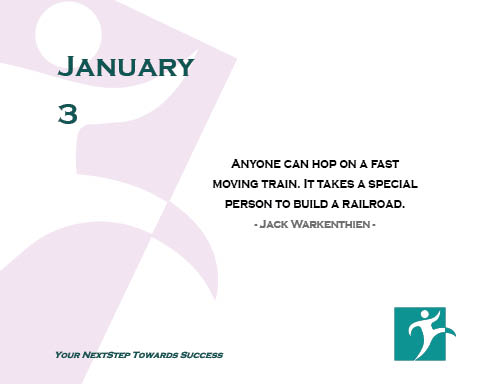 January
3
Anyone can hop on a fast
moving train. It takes a special
person to build a railroad.
- Jack Warkenthien -
Your NextStep Towards Success